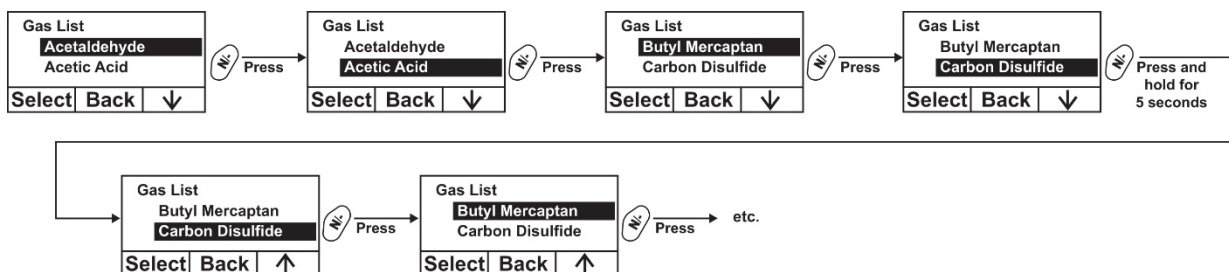 Gas List
Acetaldehyde
Acetic Acid
Select Back ↓
N/-
Press
Gas List
Acetaldehyde
Acetic Acid
Select Back ↓
N/-
Press
Gas List
Butyl Mercaptan
Carbon Disulfide
Select Back ↓
N/-
Press
Gas List
Butyl Mercaptan
Carbon Disulfide
Select Back ↓
N/-
Press and
hold for
5 seconds
Gas List
Butyl Mercaptan
Carbon Disulfide
Select Back ↑
N/-
Press
Gas List
Butyl Mercaptan
Carbon Disulfide
Select Back ↑
N/-
Press
etc.